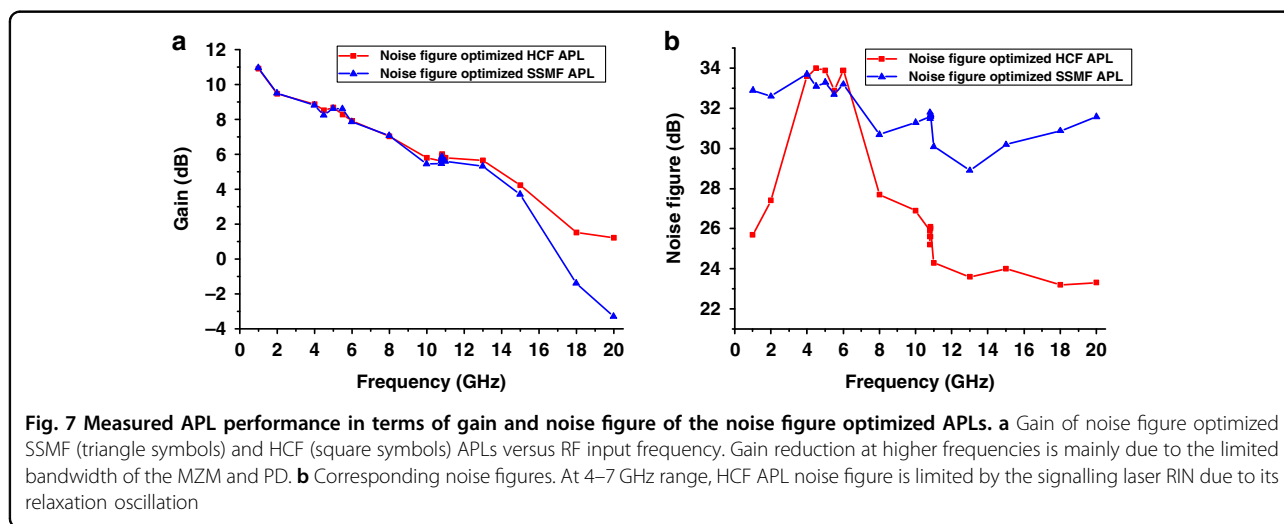 a
Noise figure optimized HCF APL
Noise figure optimized SSMF APL
12
10
8
6
4
2
0
−2
−4
Gain (dB)
0 2 4 6 8 10 12 14 16 18 20
Frequency (GHz)
b
Noise figure optimized HCF APL
Noise figure optimized SSMF APL
34
32
30
28
26
24
22
Noise figure (dB)
0 2 4 6 8 10 12 14 16 18 20
Frequency (GHz)
Fig. 7 Measured APL performance in terms of gain and noise figure of the noise figure optimized APLs. a Gain of noise figure optimized
SSMF (triangle symbols) and HCF (square symbols) APLs versus RF input frequency. Gain reduction at higher frequencies is mainly due to the limited
bandwidth of the MZM and PD. b Corresponding noise figures. At 4–7 GHz range, HCF APL noise figure is limited by the signalling laser RIN due to its
relaxation oscillation